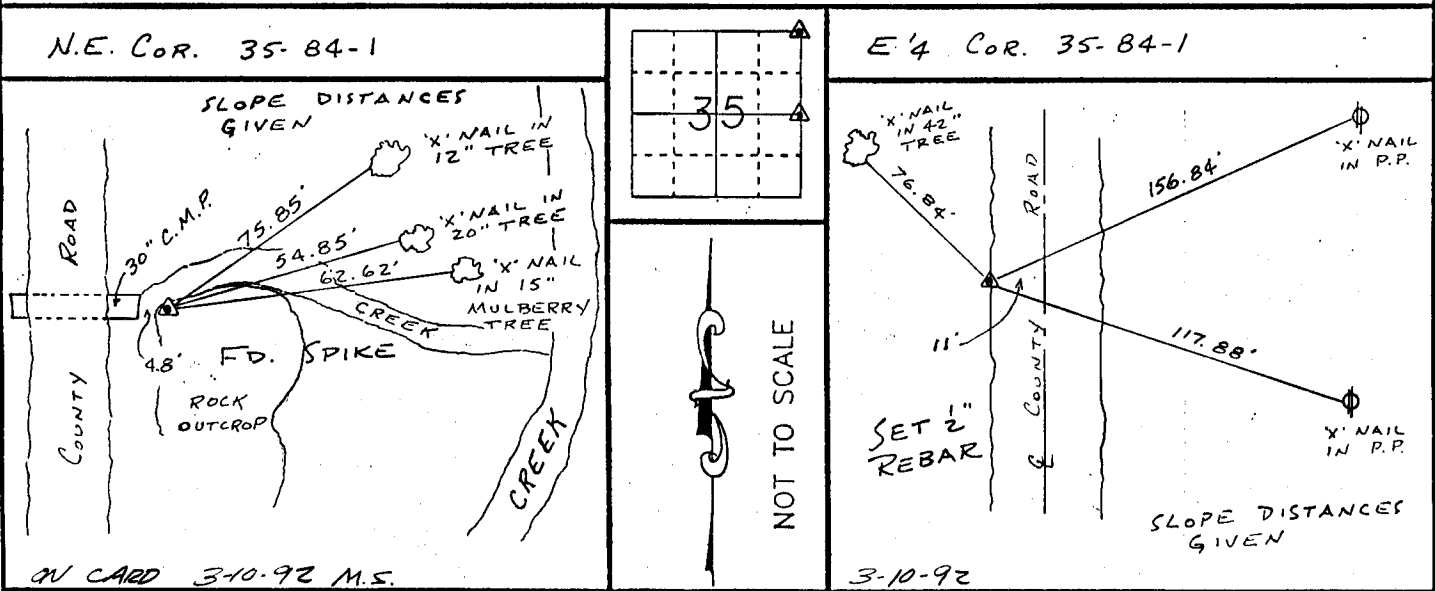 N.E. COR. 35-84-1
SLOPE DISTANCES
GIVEN
'X' NAIL IN
12" TREE
75.85'
'X' NAIL IN
20" TREE
54.85'
62.62'
'X' NAIL
IN 15"
MULBERRY
TREE
30" C.M.P.
ROAD
COUNTY
4.8'
FD. SPIKE
ROCK
OUTCROP
CREEK
CREEK
ON CARD 3-10-92 M.S.
35
NOT TO SCALE
E'4 COR. 35-84-1
'X' NAIL
IN 42"
TREE
76.84'
ROAD
156.84'
'X' NAIL
IN P.P.
11'
COUNTY
℄
117.88'
'X' NAIL
IN P.P.
SET 1/2"
REBAR
SLOPE DISTANCES
GIVEN
3-10-92